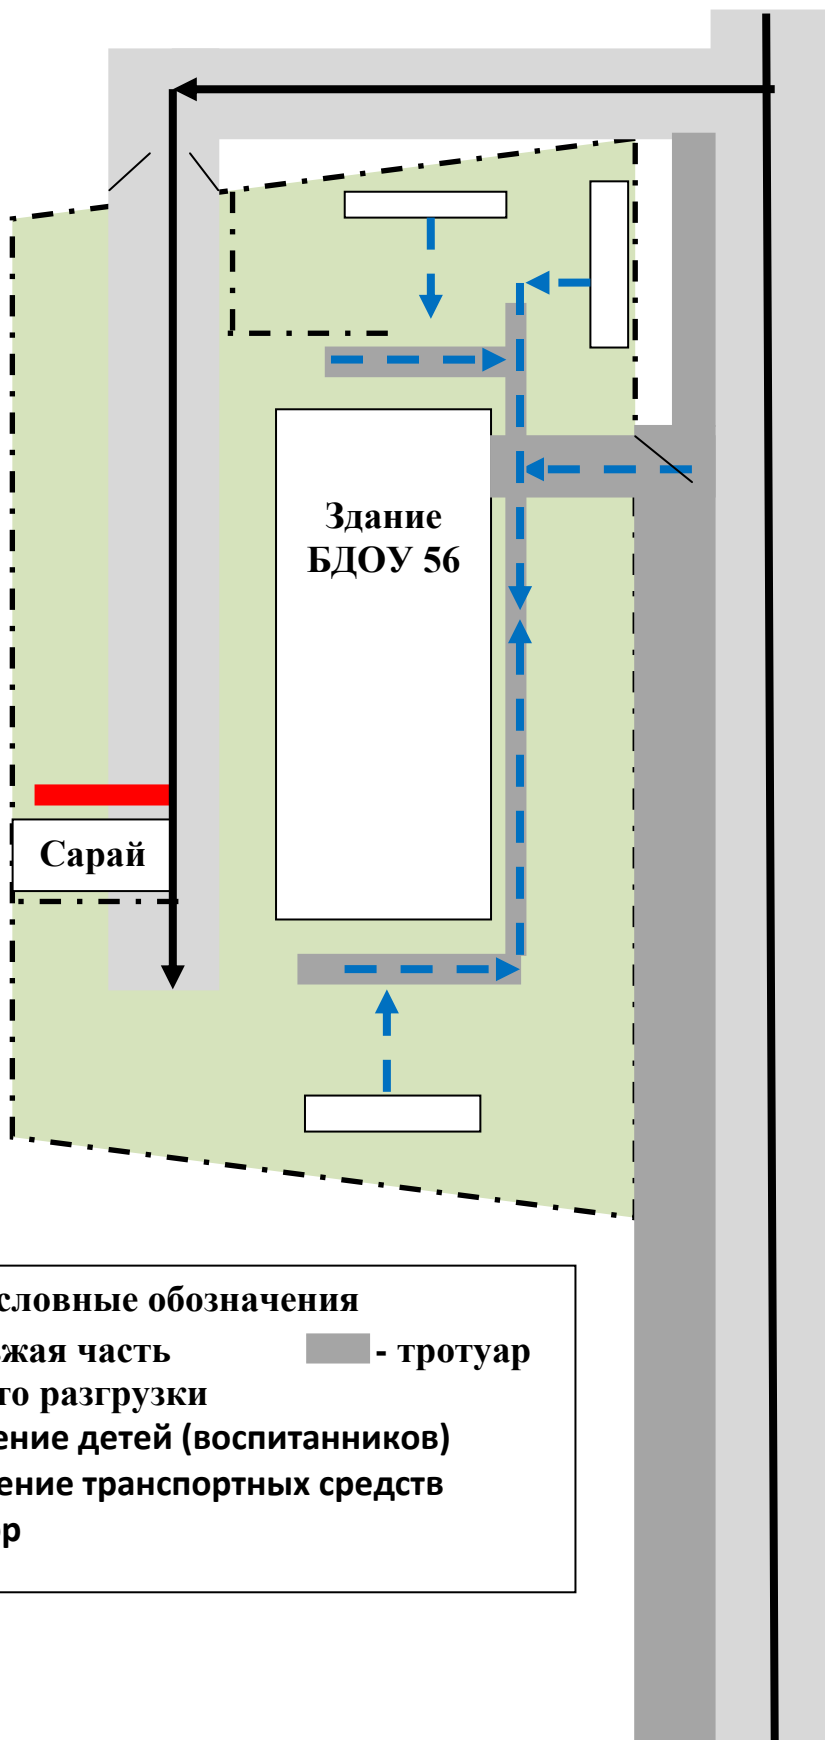 Здание
БДОУ 56
Сарай
словные обозначения
жая часть - тротуар
то разгрузки
ение детей (воспитанников)
ение транспортных средств
р